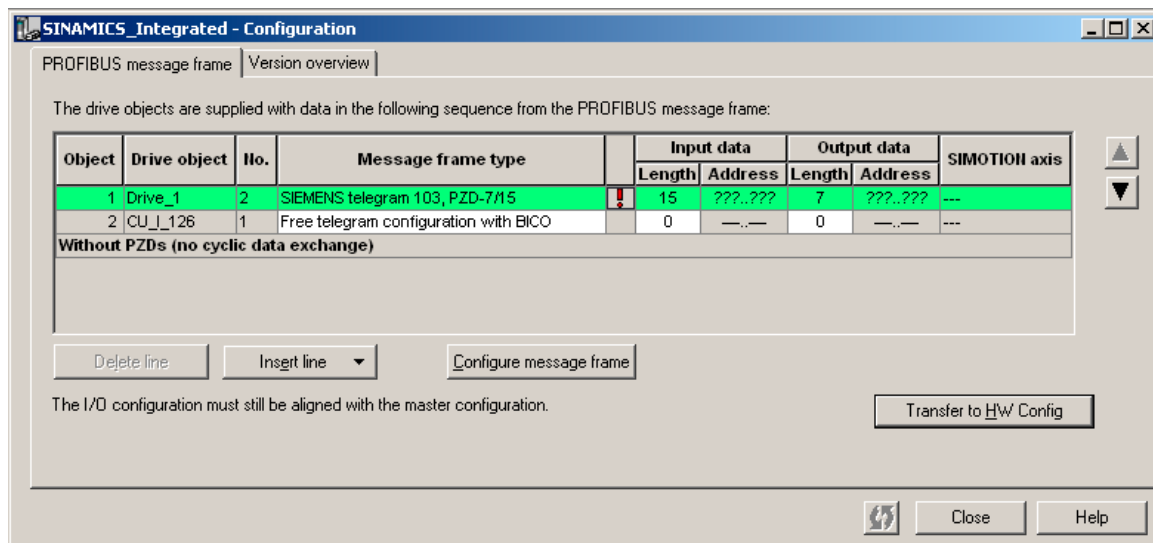 SINAMICS_Integrated - Configuration
PROFIBUS message frame Version overview
The drive objects are supplied with data in the following sequence from the PROFIBUS message frame:
Object Drive object No. Message frame type Input data Output data SIMOTION axis
Length Address Length Address
1 Drive_1 2 SIEMENS telegram 103, PZD-7/15 ! 15 ???..??? 7 ???..??? ---
2 CU_I_126 1 Free telegram configuration with BICO 0 —..— 0 —..— ---
Without PZDs (no cyclic data exchange)
Delete line Insert line Configure message frame
The I/O configuration must still be aligned with the master configuration.
Transfer to HW Config
Close Help